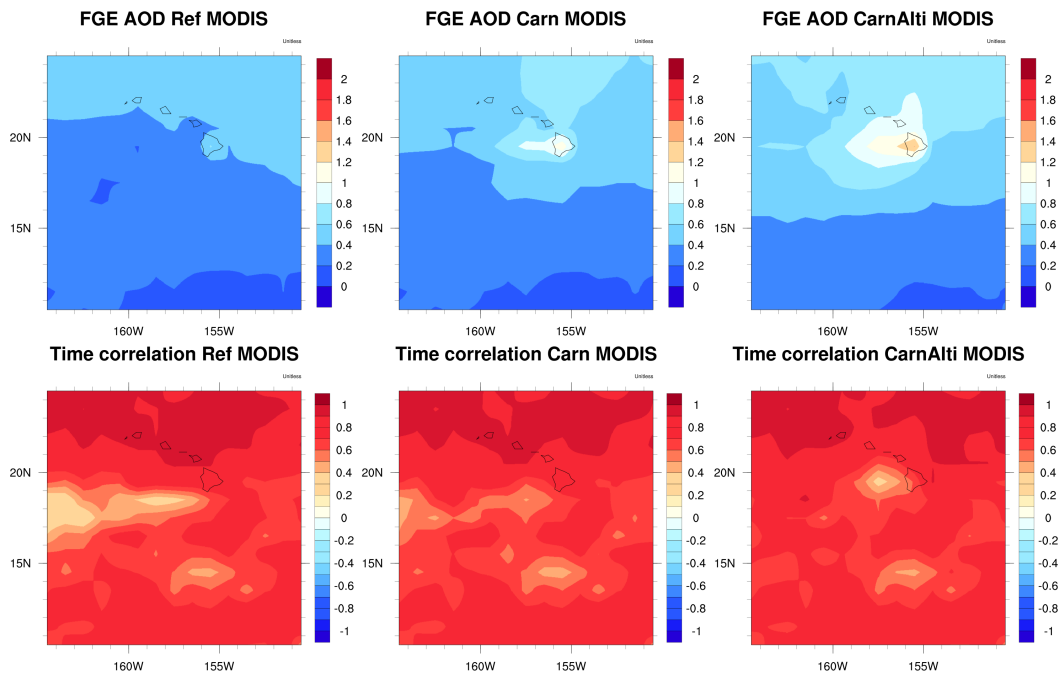 FGE AOD Ref MODIS
FGE AOD Carn MODIS
FGE AOD CarnAlti MODIS
Unitless
Unitless
Unitless
20N
15N
160W
155W
2
1.8
1.6
1.4
1.2
1
0.8
0.6
0.4
0.2
0
20N
15N
160W
155W
2
1.8
1.6
1.4
1.2
1
0.8
0.6
0.4
0.2
0
20N
15N
160W
155W
2
1.8
1.6
1.4
1.2
1
0.8
0.6
0.4
0.2
0
Time correlation Ref MODIS
Time correlation Carn MODIS
Time correlation CarnAlti MODIS
Unitless
Unitless
Unitless
20N
15N
160W
155W
1
0.8
0.6
0.4
0.2
0
-0.2
-0.4
-0.6
-0.8
-1
20N
15N
160W
155W
1
0.8
0.6
0.4
0.2
0
-0.2
-0.4
-0.6
-0.8
-1
20N
15N
160W
155W
1
0.8
0.6
0.4
0.2
0
-0.2
-0.4
-0.6
-0.8
-1